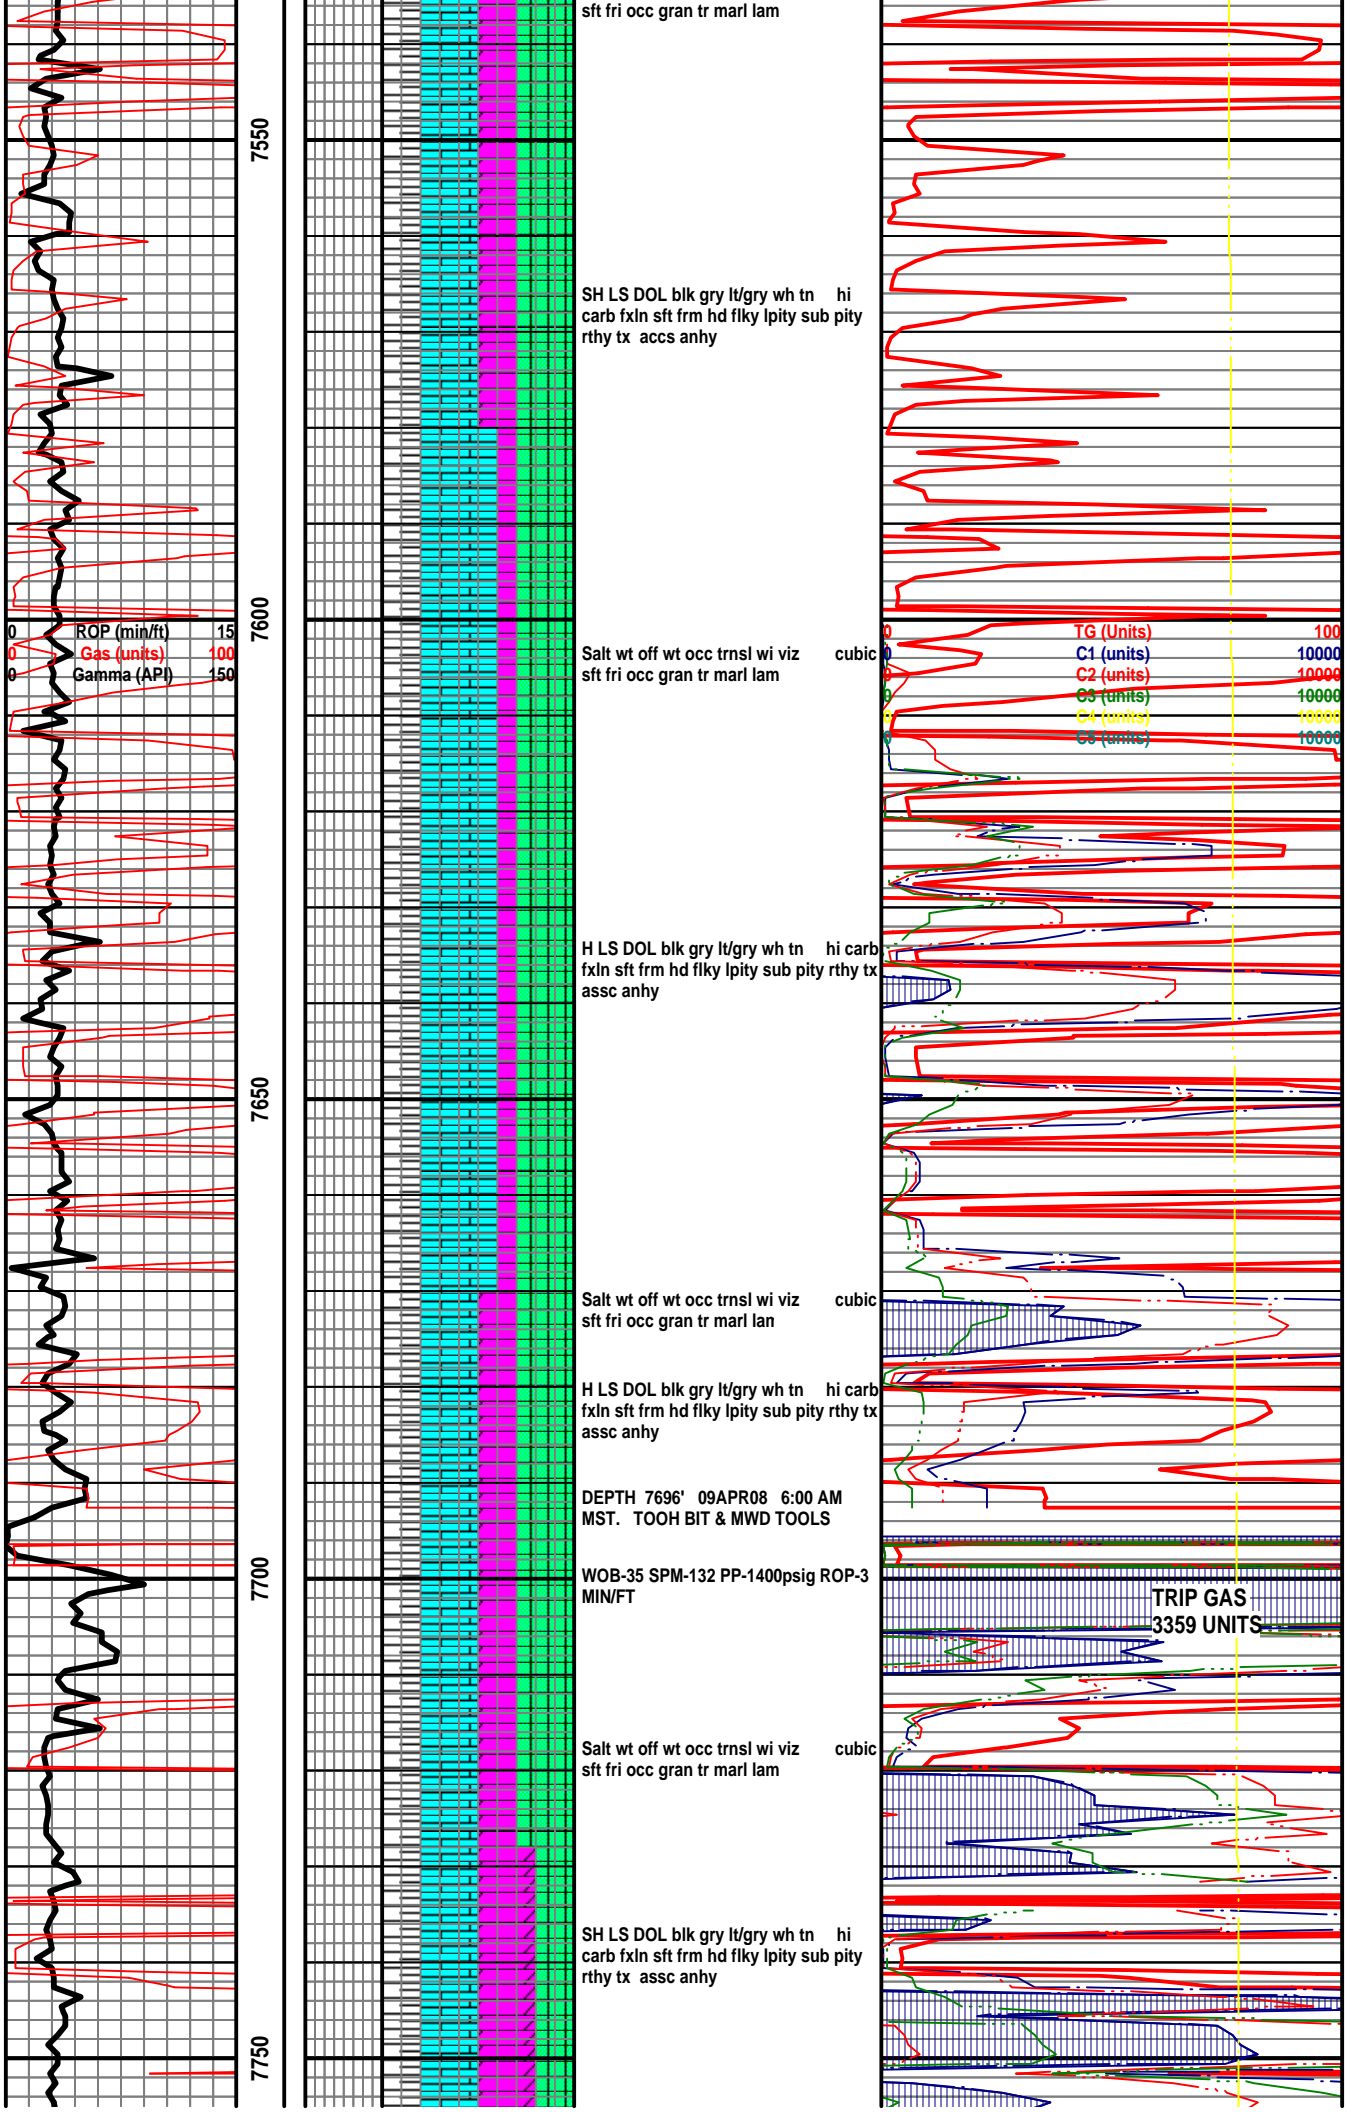 sft fri occ gran tr marl lam
7550
SH LS DOL blk gry lt/gry wh tn hi
carb fxln sft frm hd flky lpity sub pity
rthy tx accs anhy
7600
0 ROP (min/ft) 15
0 Gas (units) 100
0 Gamma (API) 150
Salt wt off wt occ trnsl wi viz cubic
sft fri occ gran tr marl lam
0 TG (Units) 100
0 C1 (units) 10000
0 C2 (units) 10000
0 C3 (units) 10000
0 C4 (units) 10000
0 C5 (units) 10000
H LS DOL blk gry lt/gry wh tn hi carb
fxln sft frm hd flky lpity sub pity rthy tx
assc anhy
7650
Salt wt off wt occ trnsl wi viz cubic
sft fri occ gran tr marl lam
H LS DOL blk gry lt/gry wh tn hi carb
fxln sft frm hd flky lpity sub pity rthy tx
assc anhy
DEPTH 7696' 09APR08 6:00 AM
MST. TOOH BIT & MWD TOOLS
7700
WOB-35 SPM-132 PP-1400psig ROP-3
MIN/FT
TRIP GAS
3359 UNITS
Salt wt off wt occ trnsl wi viz cubic
sft fri occ gran tr marl lam
SH LS DOL blk gry lt/gry wh tn hi
carb fxln sft frm hd flky lpity sub pity
rthy tx assc anhy
7750